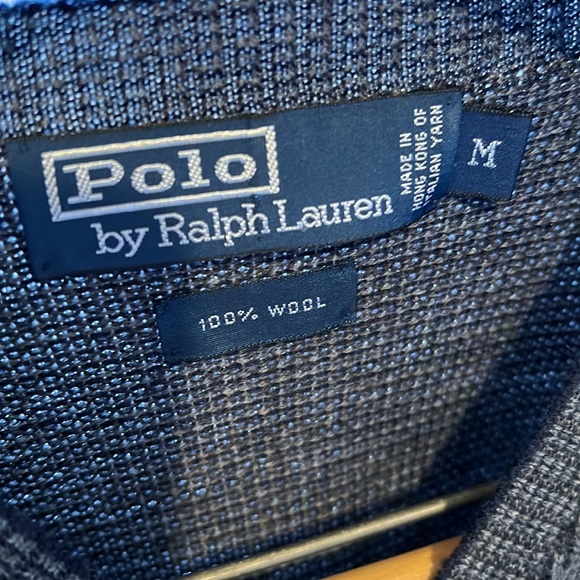 Polo
by Ralph Lauren
MADE IN
HONG KONG OF
ITALIAN YARN
M
100% WOOL